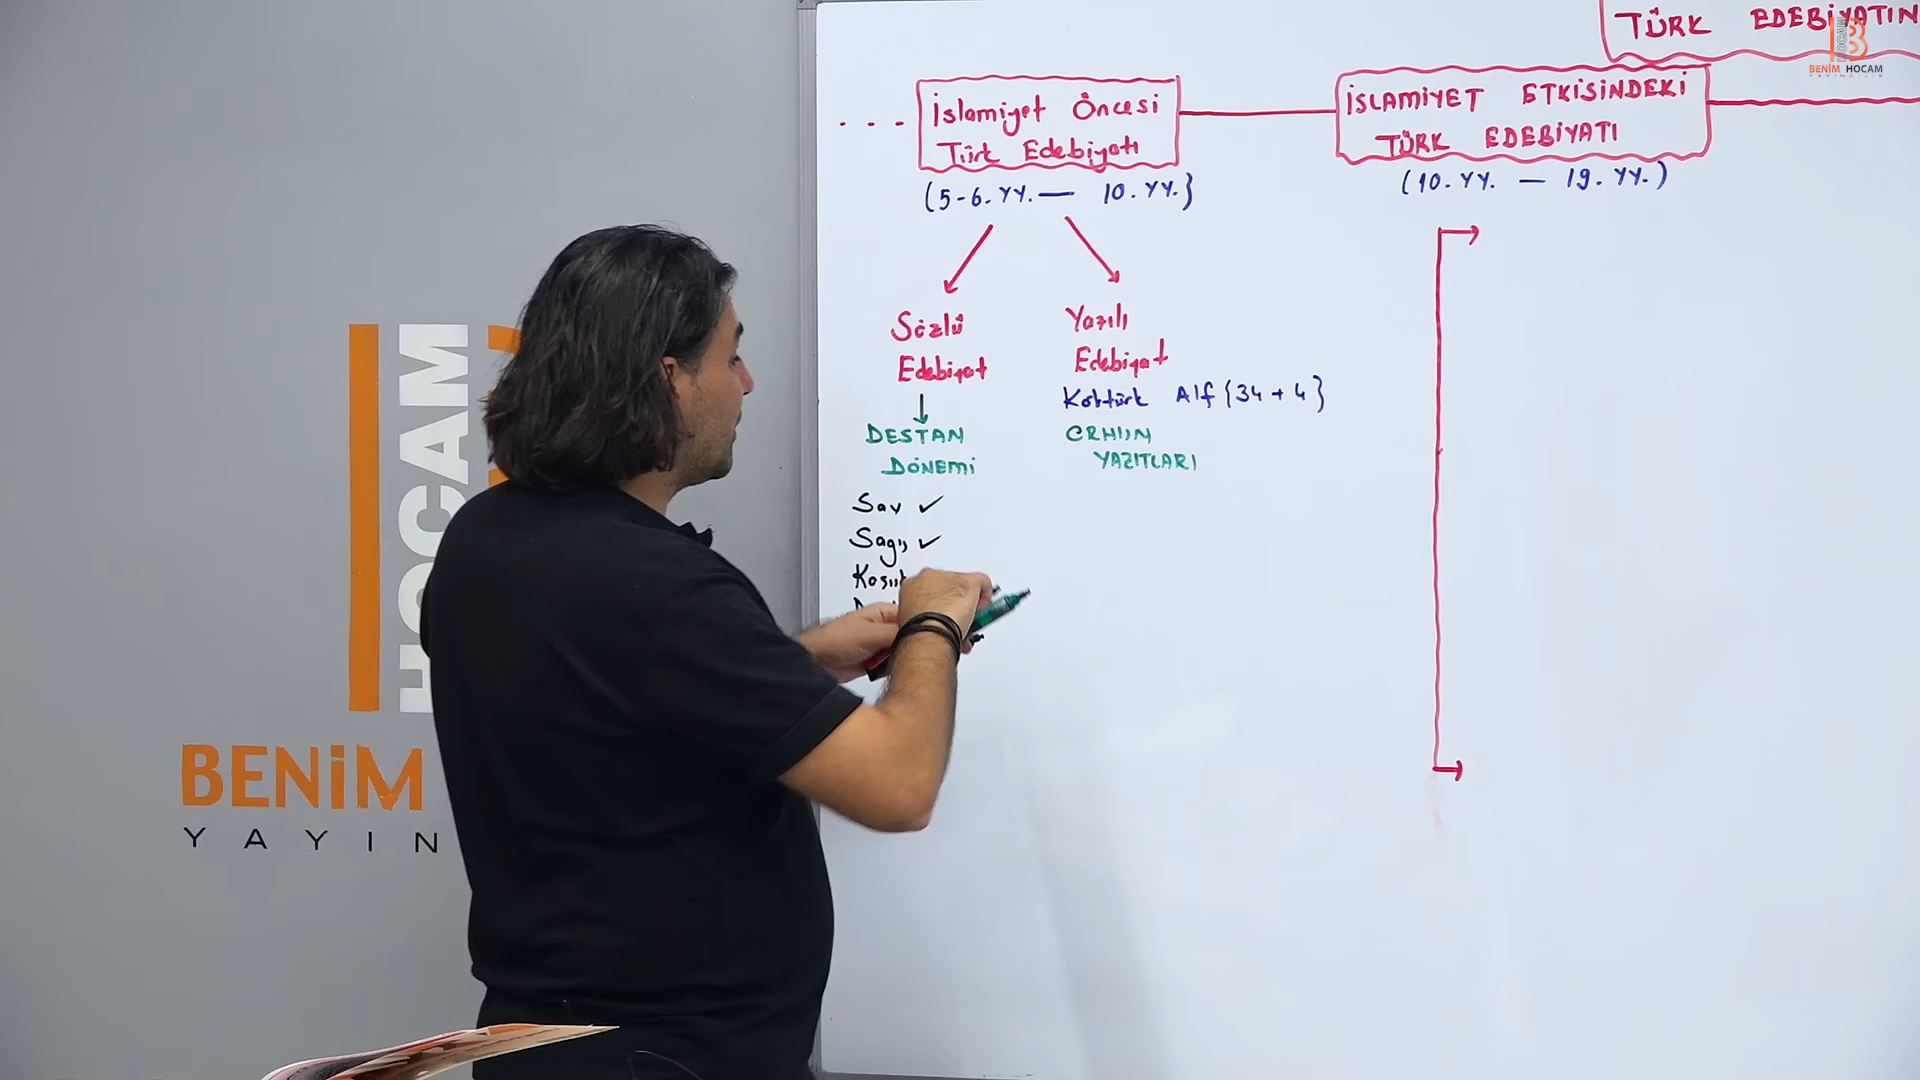 TÜRK EDEBİYATIN
BENİM HOCAM
YAYINCILIK
... İslamiyet Öncesi
Türk Edebiyatı
(5-6.YY. — 10.YY.)
İSLAMİYET ETKİSİNDEKİ
TÜRK EDEBİYATI
(10.YY. — 19.YY.)
Sözlü
Edebiyat
DESTAN
DÖNEMİ
Sav ✓
Sagu ✓
Yazılı
Edebiyat
Köktürk Alf (34+4)
ORHUN
YAZITLARI
HOCAM
BENİM
YAYIN